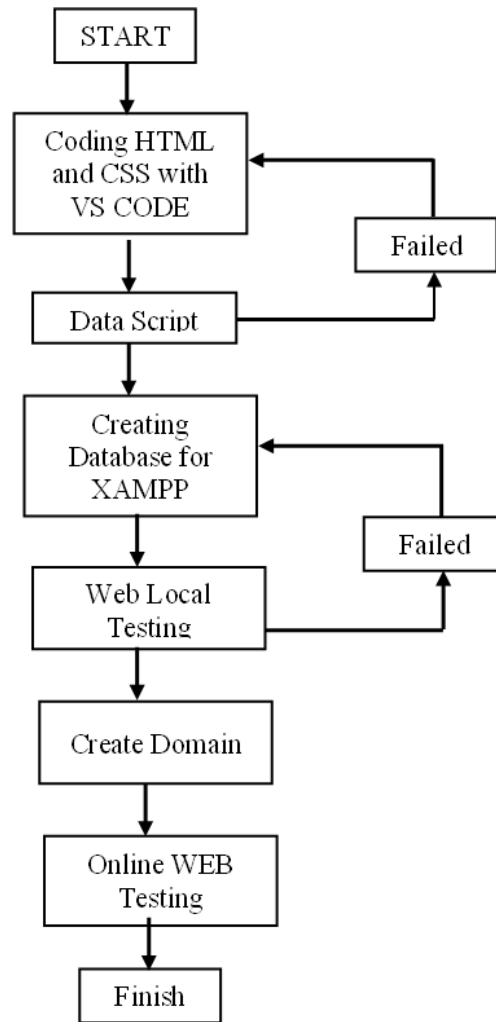 START
Coding HTML
and CSS with
VS CODE
Failed
Data Script
Creating
Database for
XAMPP
Failed
Web Local
Testing
Create Domain
Online WEB
Testing
Finish